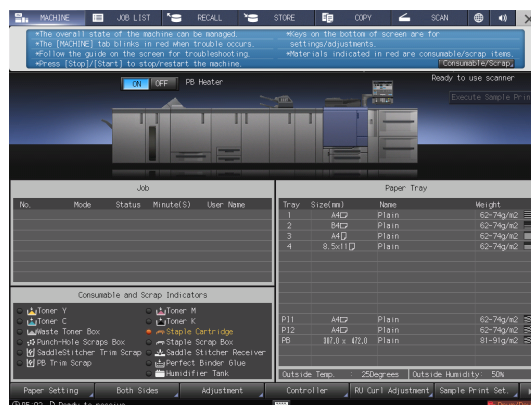 MACHINE JOB LIST RECALL STORE COPY SCAN
*The overall state of the machine can be managed.
*The [MACHINE] tab blinks in red when trouble occurs.
*Follow the guide on the screen for troubleshooting.
*Press [Stop]/[Start] to stop/restart the machine.
*Keys on the bottom of screen are for
settings/adjustments.
*Materials indicated in red are consumable/scrap items.
Consumable/Scrap
ON OFF PB Heater
Ready to use scanner
Execute Sample Prin
Job
No. Mode Status Minute(S) User Name
Paper Tray
Tray Size(mm) Name Weight
1 A4 Plain 62-74g/m2
2 B4 Plain 62-74g/m2
3 A4 Plain 62-74g/m2
4 8.5x11 Plain 62-74g/m2
PI1 A4 Plain 62-74g/m2
PI2 A4 Plain 62-74g/m2
PB 307.0 x 472.0 Plain 81-91g/m2
Outside Temp. : 25Degrees Outside Humidity: 50%
Consumable and Scrap Indicators
Toner Y Toner M
Toner C Toner K
Waste Toner Box Staple Cartridge
Punch-Hole Scraps Box Staple Scrap Box
SaddleStitcher Trim Scrap Saddle Stitcher Receiver
PB Trim Scrap Perfect Binder Glue
Humidifier Tank
Paper Setting Both Sides Adjustment Controller RU Curl Adjustment Sample Print Set.